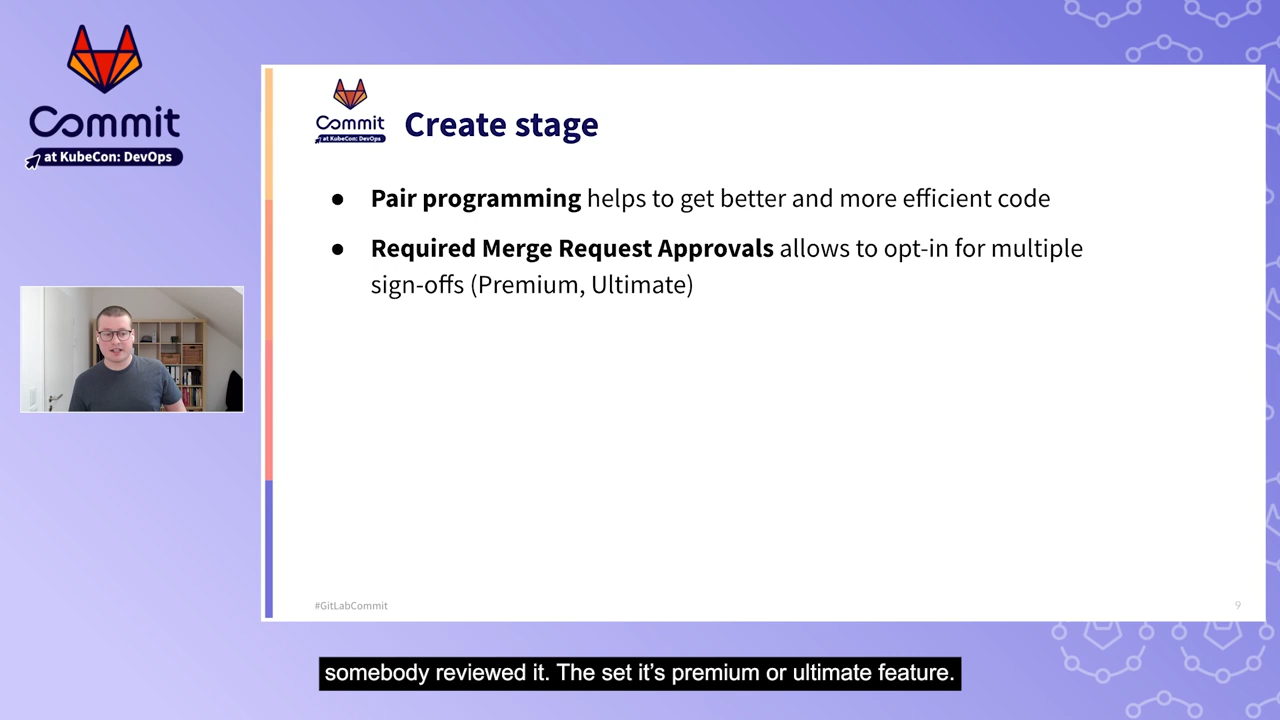 Commit
at KubeCon: DevOps
Commit
at KubeCon: DevOps
Create stage
● Pair programming helps to get better and more efficient code
● Required Merge Request Approvals allows to opt-in for multiple
sign-offs (Premium, Ultimate)
#GitLabCommit
9
somebody reviewed it. The set it’s premium or ultimate feature.